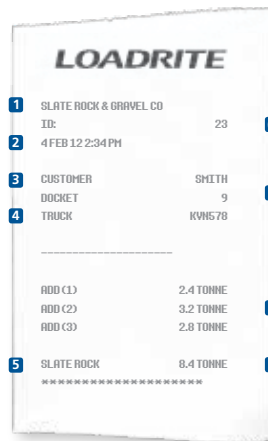 LOADRITE
1 SLATE ROCK & GRAVEL CO
ID: 23
2 4 FEB 12 2:34 PM
3 CUSTOMER SMITH
DOCKET 9
4 TRUCK KVN578
--------------------
ADD (1) 2.4 TONNE
ADD (2) 3.2 TONNE
ADD (3) 2.8 TONNE
5 SLATE ROCK 8.4 TONNE
********************